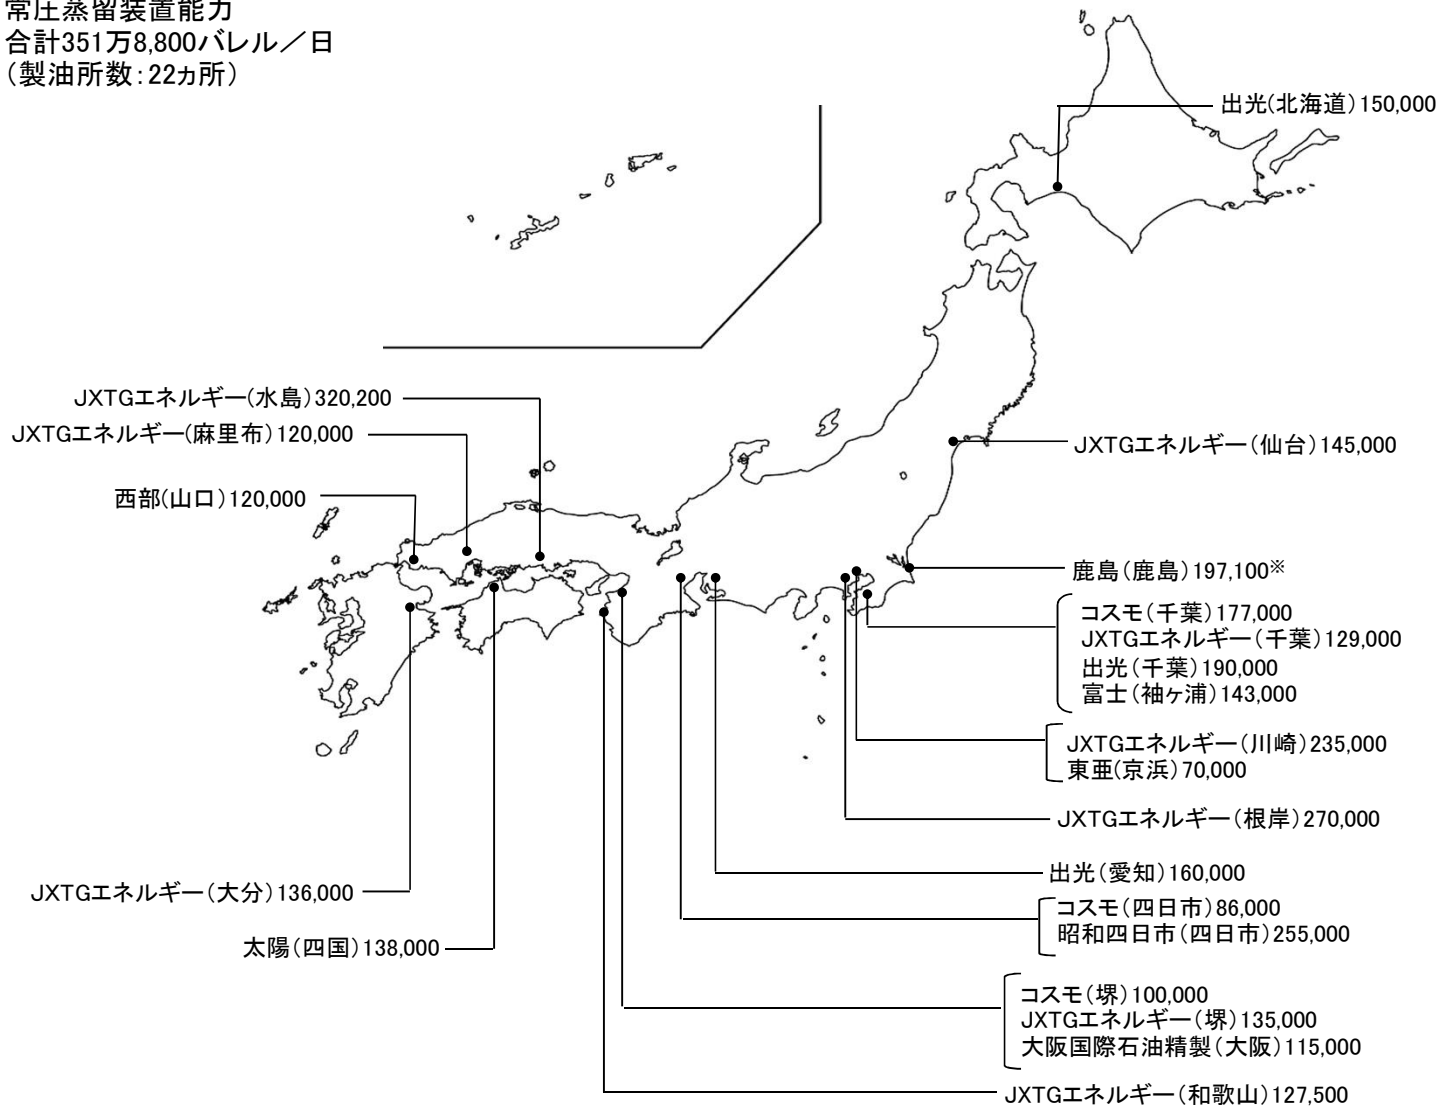 常圧蒸留装置能力
合計351万8,800バレル／日
（製油所数：22ヵ所）
出光（北海道）150,000
JXTGエネルギー（水島）320,200
JXTGエネルギー（麻里布）120,000
西部（山口）120,000
JXTGエネルギー（仙台）145,000
鹿島（鹿島）197,100※
コスモ（千葉）177,000
JXTGエネルギー（千葉）129,000
出光（千葉）190,000
富士（袖ヶ浦）143,000
JXTGエネルギー（川崎）235,000
東亜（京浜）70,000
JXTGエネルギー（根岸）270,000
出光（愛知）160,000
JXTGエネルギー（大分）136,000
コスモ（四日市）86,000
昭和四日市（四日市）255,000
太陽（四国）138,000
コスモ（堺）100,000
JXTGエネルギー（堺）135,000
大阪国際石油精製（大阪）115,000
JXTGエネルギー（和歌山）127,500